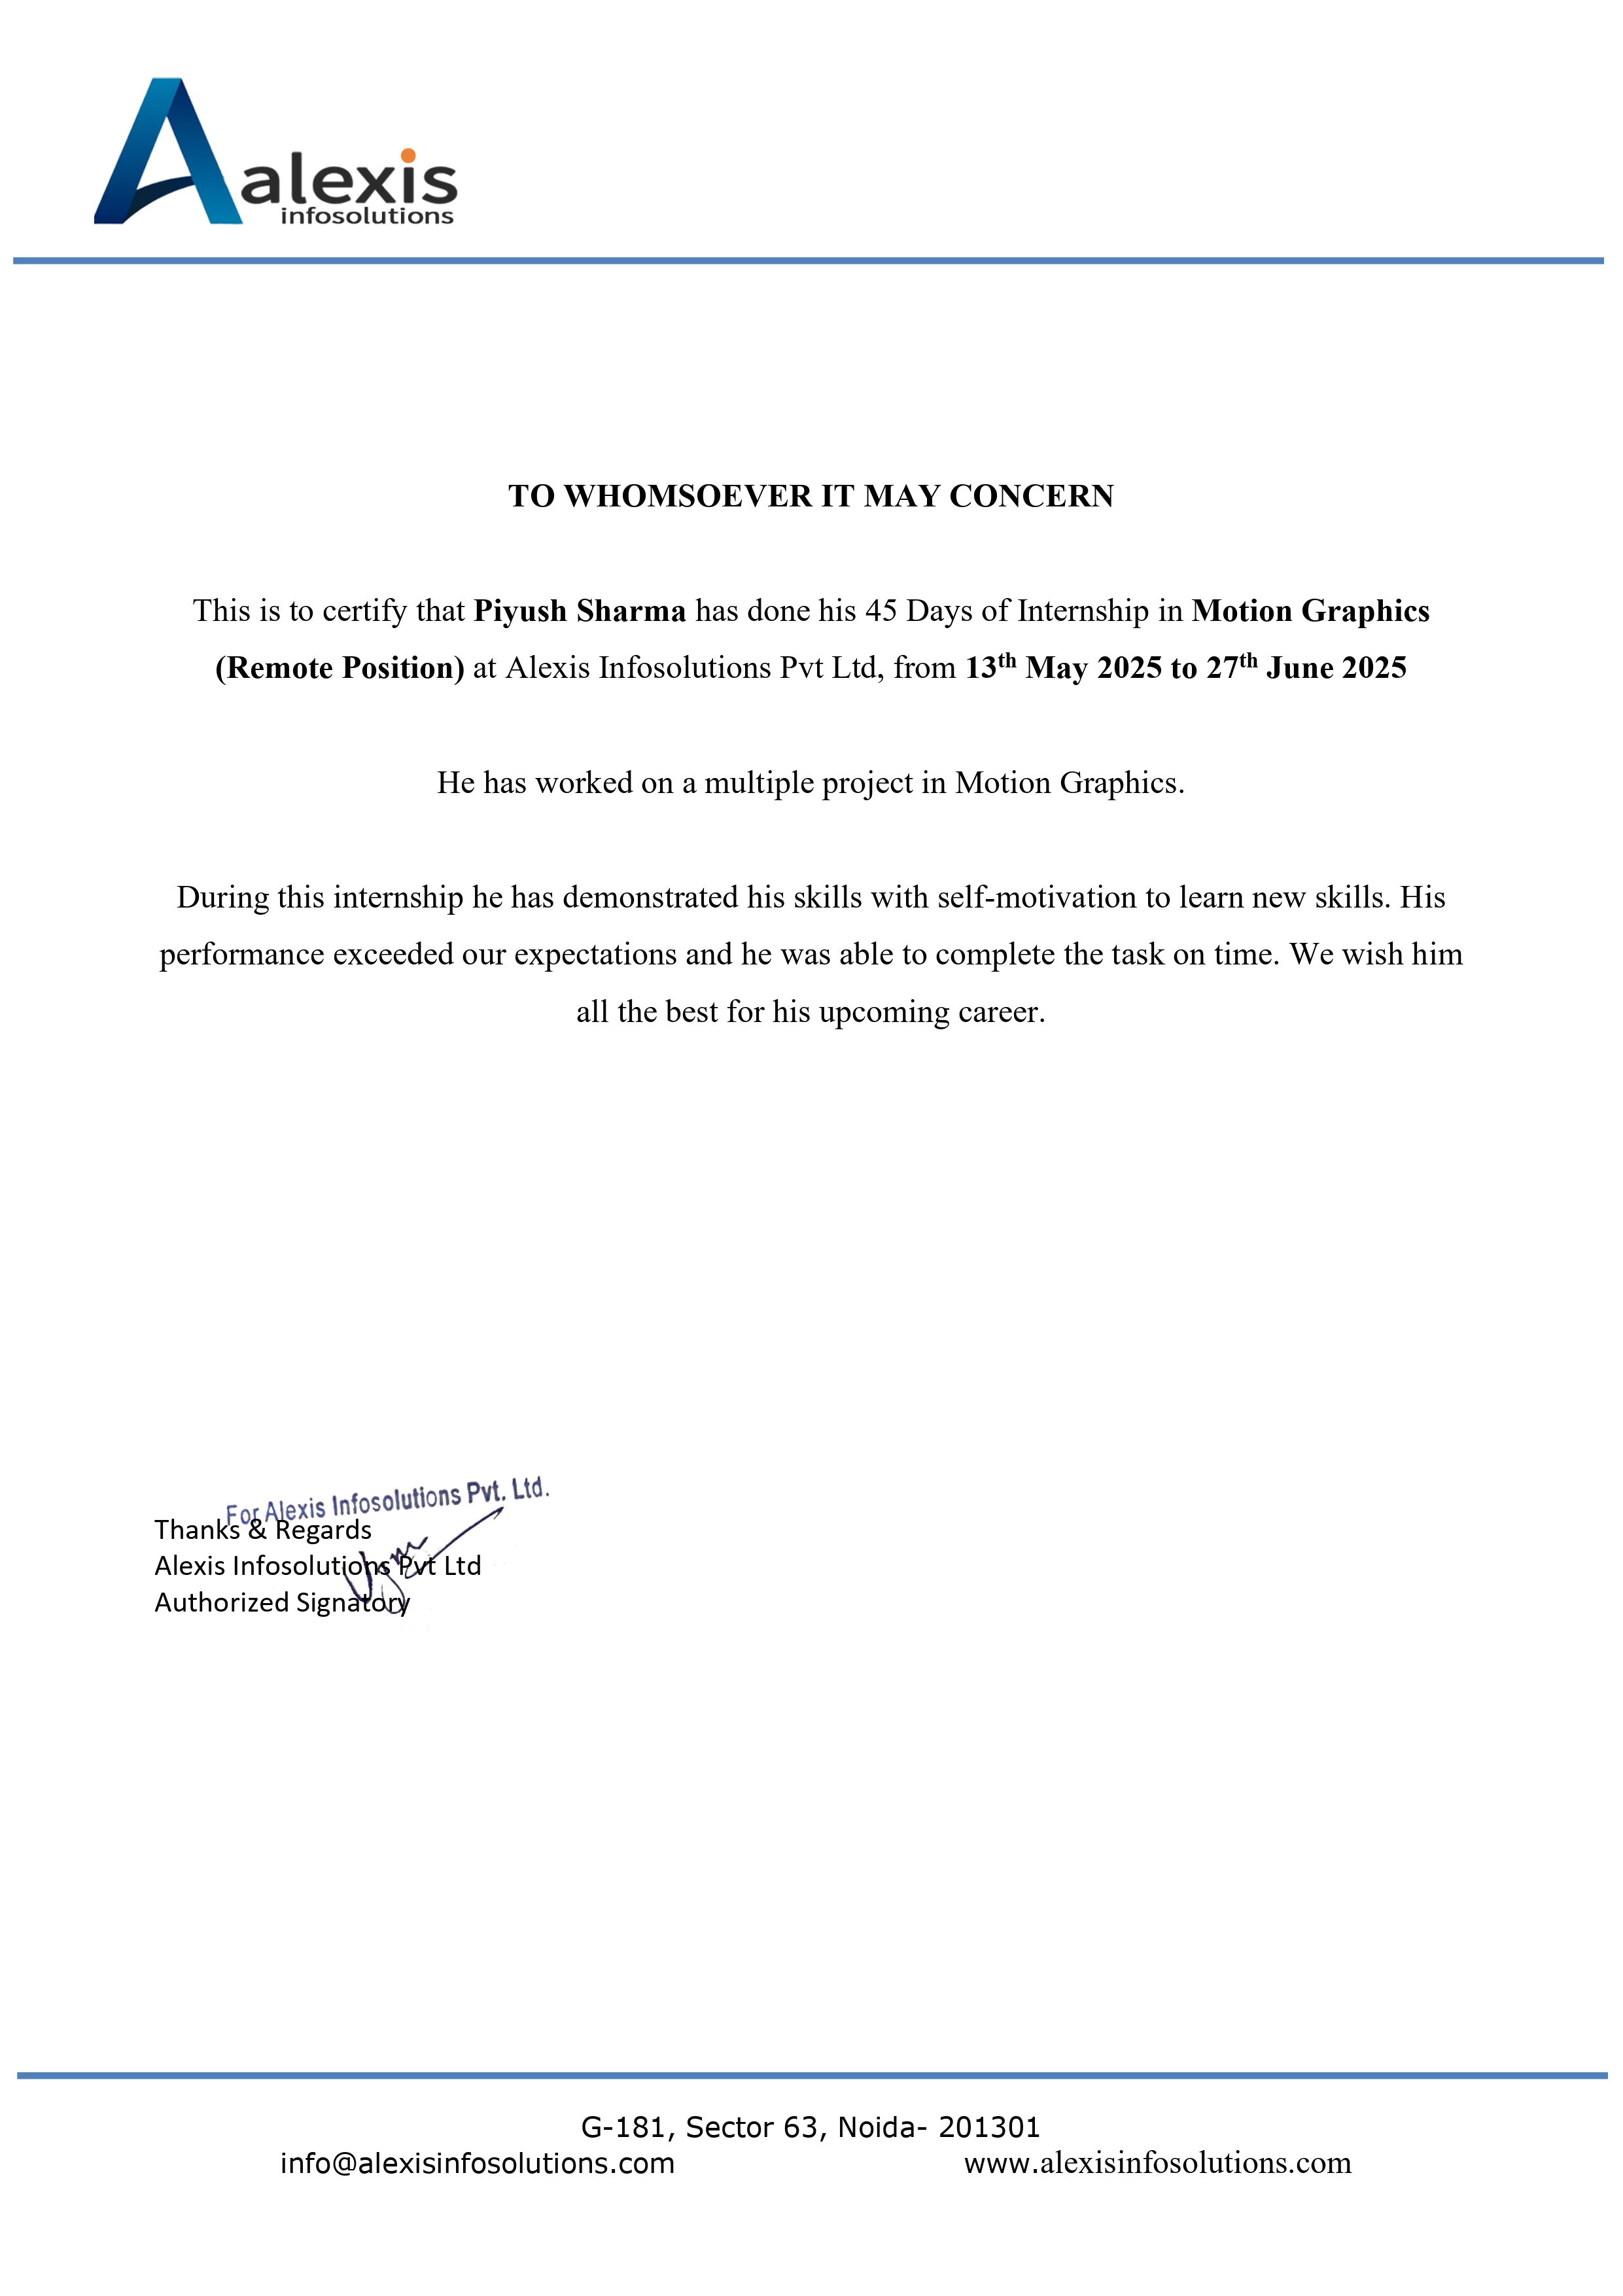 alexis
infosolutions
TO WHOMSOEVER IT MAY CONCERN
This is to certify that Piyush Sharma has done his 45 Days of Internship in Motion Graphics
(Remote Position) at Alexis Infosolutions Pvt Ltd, from 13th May 2025 to 27th June 2025
He has worked on a multiple project in Motion Graphics.
During this internship he has demonstrated his skills with self-motivation to learn new skills. His
performance exceeded our expectations and he was able to complete the task on time. We wish him
all the best for his upcoming career.
For Alexis Infosolutions Pvt. Ltd.
Thanks & Regards
Alexis Infosolutions Pvt Ltd
Authorized Signatory
G-181, Sector 63, Noida- 201301
info@alexisinfosolutions.com www.alexisinfosolutions.com